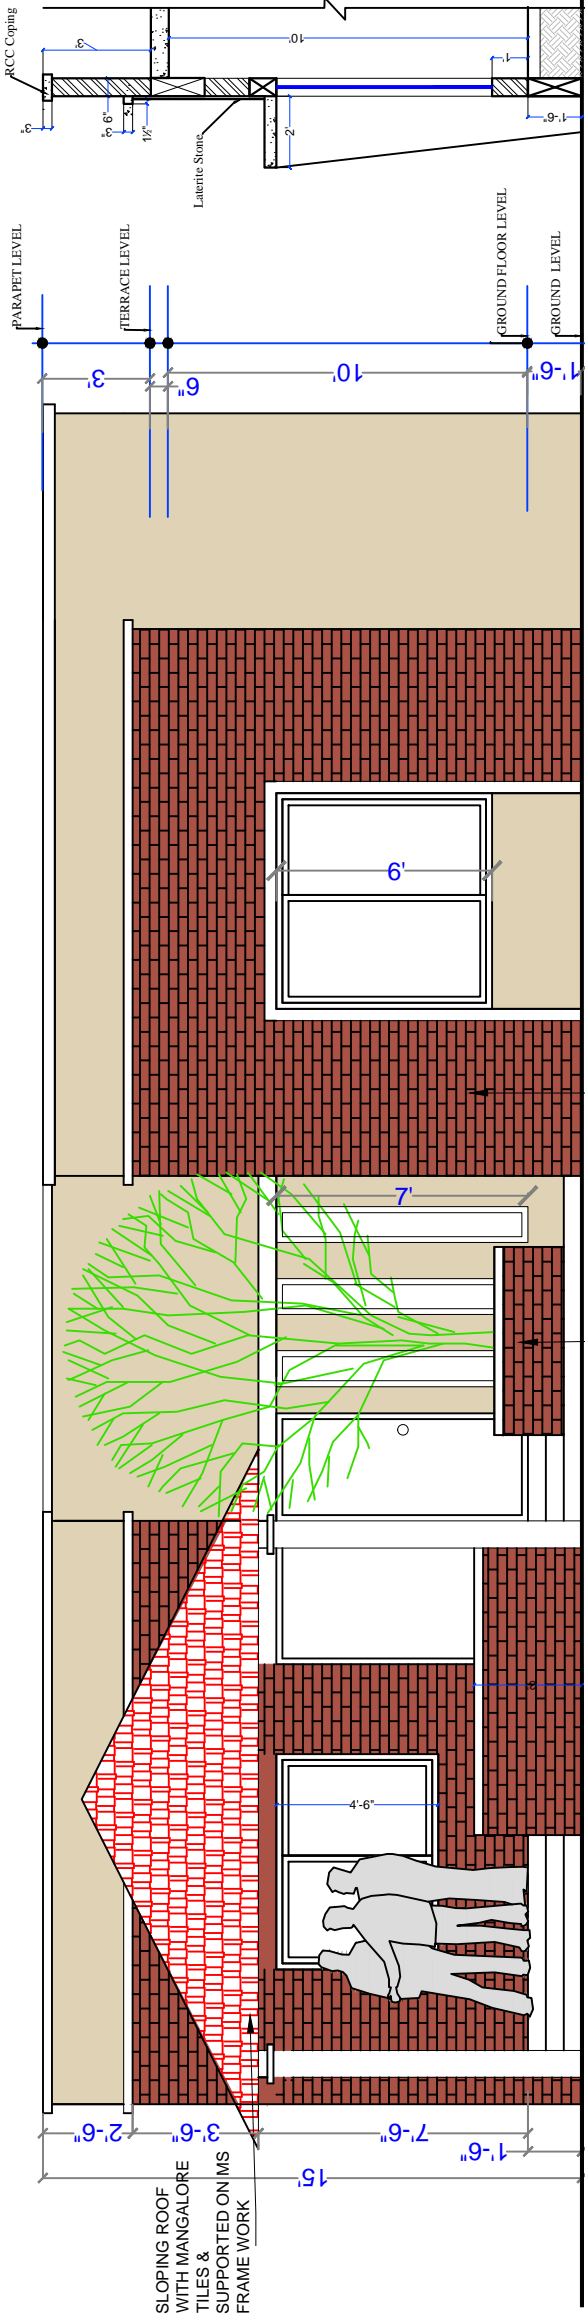 RCC Coping
3'
10'
1'
1'-6"
3"
6"
3"
1½"
2'
Laterite Stone
PARAPET LEVEL
TERRACE LEVEL
GROUND FLOOR LEVEL
GROUND LEVEL
3'
6"
10'
1'-6"
6'
7'
4'-6"
2'-6"
3'-6"
7'-6"
1'-6"
15'
SLOPING ROOF
WITH MANGALORE
TILES &
SUPPORTED ON MS
FRAME WORK